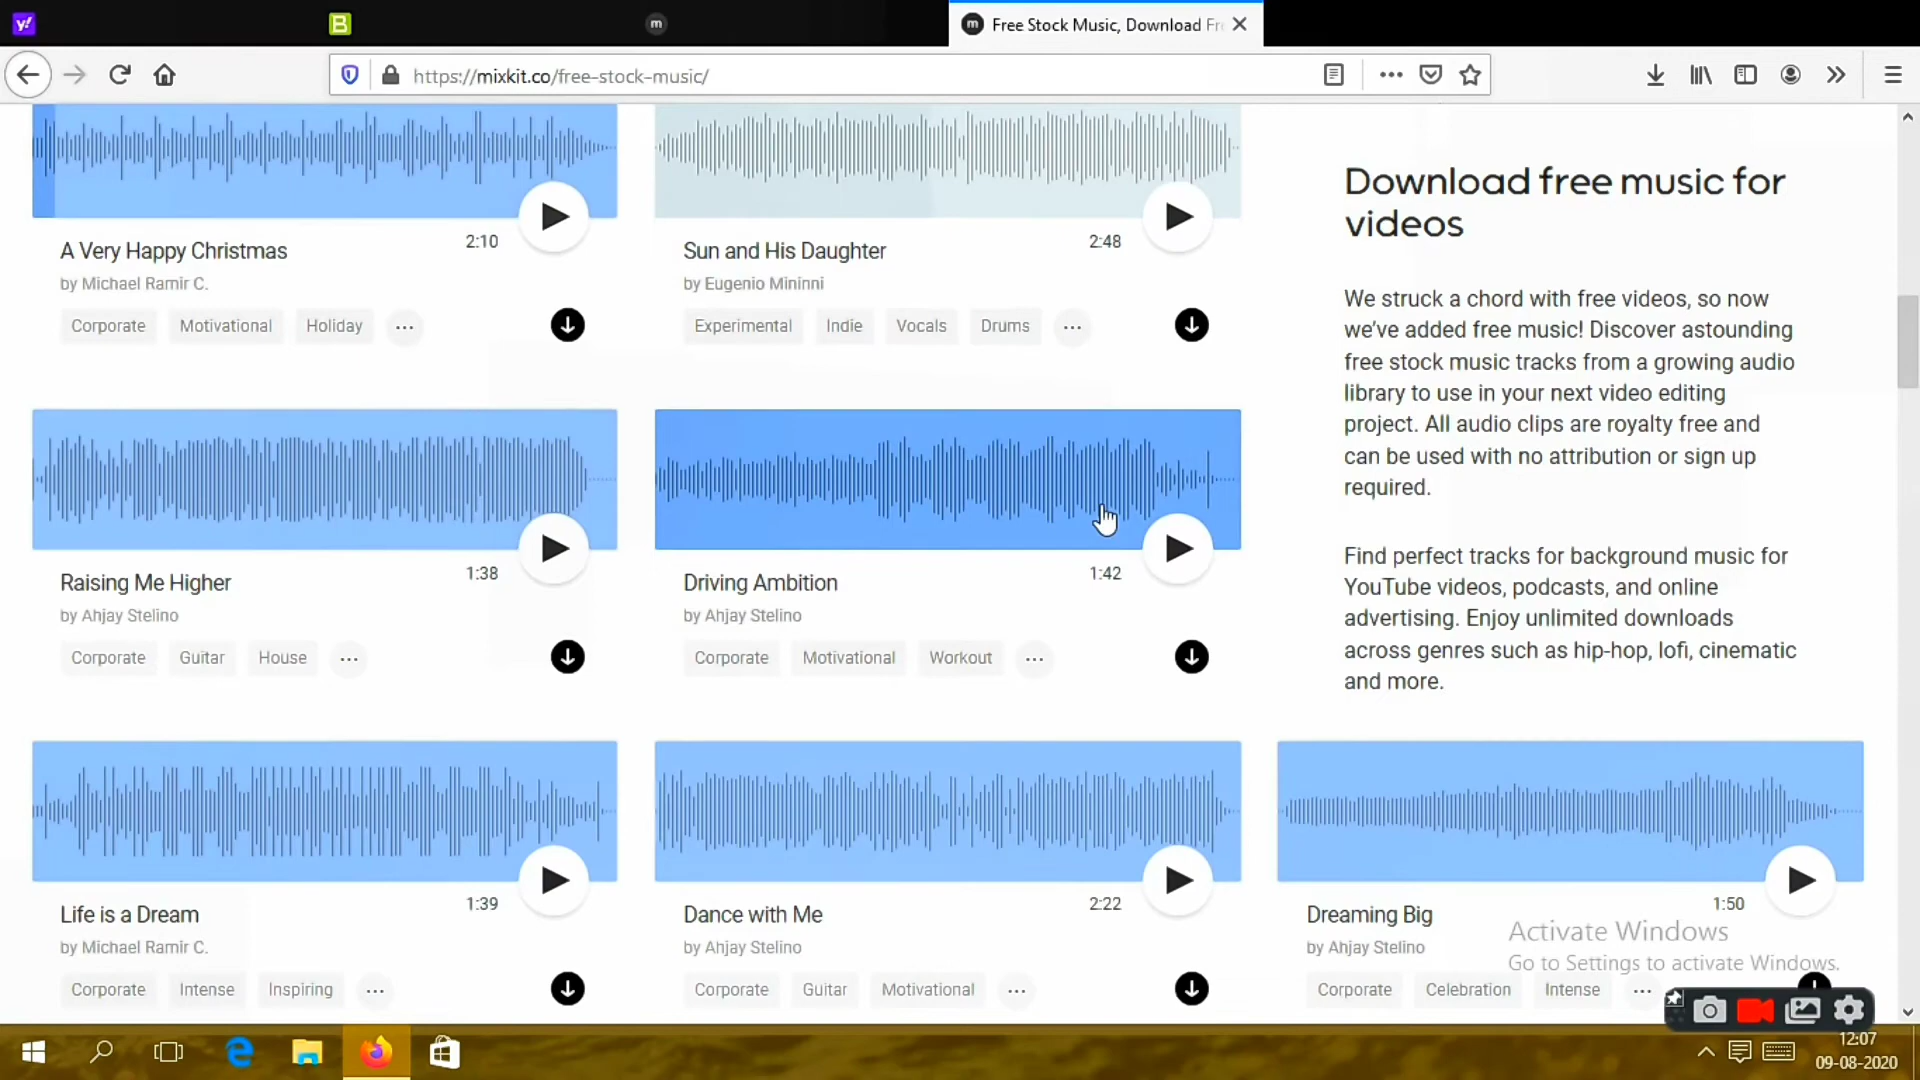 Free Stock Music, Download Fr
https://mixkit.co/free-stock-music/
A Very Happy Christmas
2:10
by Michael Ramir C.
Corporate Motivational Holiday ...
Sun and His Daughter
2:48
by Eugenio Mininni
Experimental Indie Vocals Drums ...
Download free music for
videos
We struck a chord with free videos, so now
we've added free music! Discover astounding
free stock music tracks from a growing audio
library to use in your next video editing
project. All audio clips are royalty free and
can be used with no attribution or sign up
required.
Find perfect tracks for background music for
YouTube videos, podcasts, and online
advertising. Enjoy unlimited downloads
across genres such as hip-hop, lofi, cinematic
and more.
Raising Me Higher
1:38
by Ahjay Stelino
Corporate Guitar House ...
Driving Ambition
1:42
by Ahjay Stelino
Corporate Motivational Workout ...
Life is a Dream
1:39
by Michael Ramir C.
Corporate Intense Inspiring ...
Dance with Me
2:22
by Ahjay Stelino
Corporate Guitar Motivational ...
Dreaming Big
1:50
by Ahjay Stelino
Corporate Celebration Intense ...
Activate Windows
Go to Settings to activate Windows.
12:07
09-08-2020